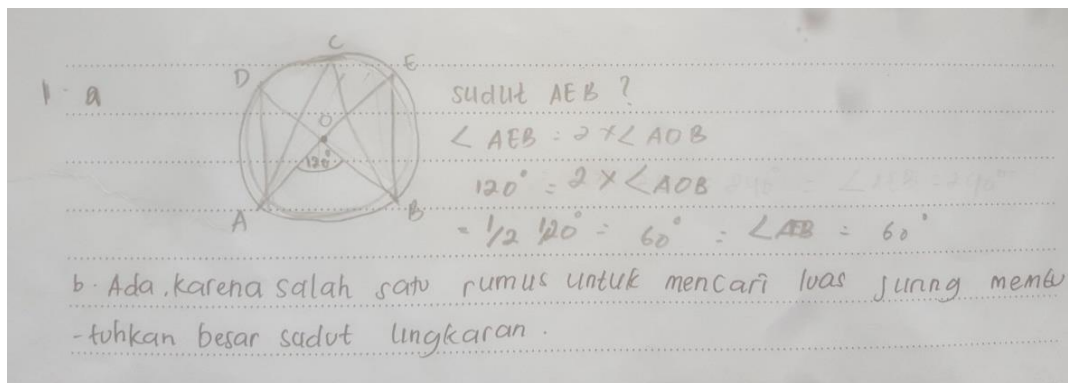 1. a
C
D
E
O
120°
A
B
sudut AEB ?
∠ AEB = 2 × ∠ AOB
120° = 2 × ∠ AOB
= 1/2 120° = 60° = ∠AEB = 60°
b. Ada, karena salah satu rumus untuk mencari luas juring membu
-tuhkan besar sudut lingkaran.